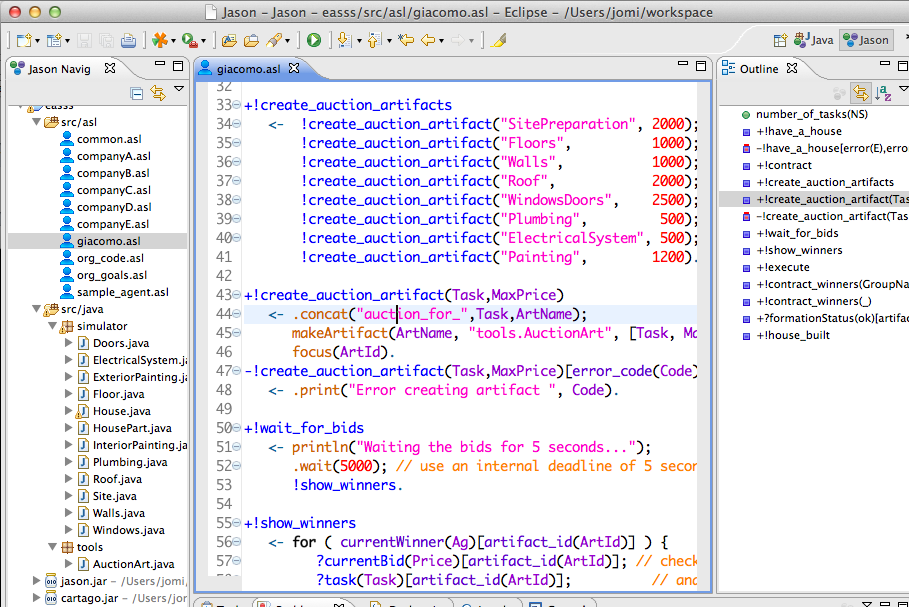 Jason - Jason - easss/src/asl/giacomo.asl - Eclipse - /Users/jomi/workspace
Java
Jason
Jason Navig
src/asl
common.asl
companyA.asl
companyB.asl
companyC.asl
companyD.asl
companyE.asl
giacomo.asl
org_code.asl
org_goals.asl
sample_agent.asl
src/java
simulator
Doors.java
ElectricalSystem.j
ExteriorPainting.ja
Floor.java
House.java
HousePart.java
InteriorPainting.ja
Plumbing.java
Roof.java
Site.java
Walls.java
Windows.java
tools
AuctionArt.java
jason.jar - /Users/jomi,
cartago.jar - /Users/jor
giacomo.asl
32
33 +!create_auction_artifacts
34 <- !create_auction_artifact("SitePreparation", 2000);
35 !create_auction_artifact("Floors", 1000);
36 !create_auction_artifact("Walls", 1000);
37 !create_auction_artifact("Roof", 2000);
38 !create_auction_artifact("WindowsDoors", 2500);
39 !create_auction_artifact("Plumbing", 500);
40 !create_auction_artifact("ElectricalSystem", 500);
41 !create_auction_artifact("Painting", 1200).
42
43 +!create_auction_artifact(Task,MaxPrice)
44 <- .concat("auction_for_",Task,ArtName);
45 makeArtifact(ArtName, "tools.AuctionArt", [Task, Ma
46 focus(ArtId).
47 -!create_auction_artifact(Task,MaxPrice)[error_code(Code)
48 <- .print("Error creating artifact ", Code).
49
50 +!wait_for_bids
51 <- println("Waiting the bids for 5 seconds...");
52 .wait(5000); // use an internal deadline of 5 secon
53 !show_winners.
54
55 +!show_winners
56 <- for ( currentWinner(Ag)[artifact_id(ArtId)] ) {
57 ?currentBid(Price)[artifact_id(ArtId)]; // check
?task(Task)[artifact_id(ArtId)]; // and
Outline
number_of_tasks(NS)
+!have_a_house
-!have_a_house[error(E),erro
+!contract
+!create_auction_artifacts
+!create_auction_artifact(Tas
-!create_auction_artifact(Tas
+!wait_for_bids
+!show_winners
+!execute
+!contract_winners(GroupNa
+!contract_winners(_)
+?formationStatus(ok)[artifac
+!house_built